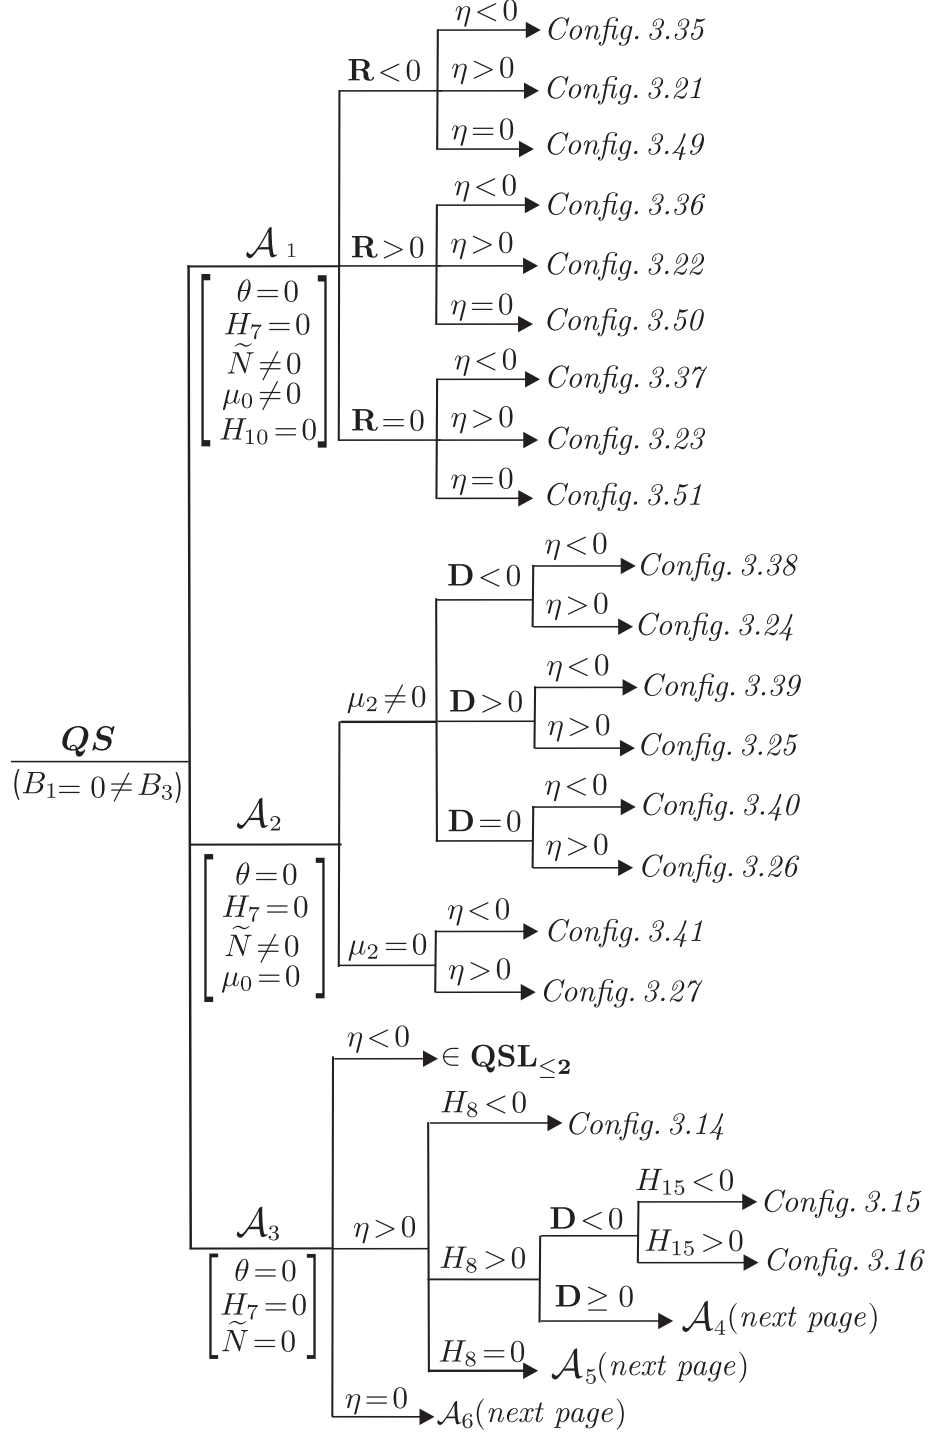 η<0
Config. 3.35
R<0
η>0
Config. 3.21
η=0
Config. 3.49
η<0
Config. 3.36
𝒜 1
R>0
η>0
Config. 3.22
θ=0
H₇=0
Ñ≠0
μ₀≠0
H₁₀=0
η=0
Config. 3.50
η<0
Config. 3.37
R=0
η>0
Config. 3.23
η=0
Config. 3.51
η<0
Config. 3.38
D<0
η>0
Config. 3.24
η<0
Config. 3.39
μ₂≠0
D>0
η>0
Config. 3.25
QS
(B₁= 0≠B₃)
η<0
Config. 3.40
𝒜₂
D=0
η>0
Config. 3.26
θ=0
H₇=0
Ñ≠0
μ₀=0
η<0
Config. 3.41
μ₂=0
η>0
Config. 3.27
η<0
∈ QSL≤2
H₈<0
Config. 3.14
H₁₅<0
Config. 3.15
𝒜₃
η>0
D<0
H₁₅>0
Config. 3.16
H₈>0
θ=0
H₇=0
Ñ=0
D≥ 0
𝒜₄(next page)
H₈=0
𝒜₅(next page)
η=0
𝒜₆(next page)